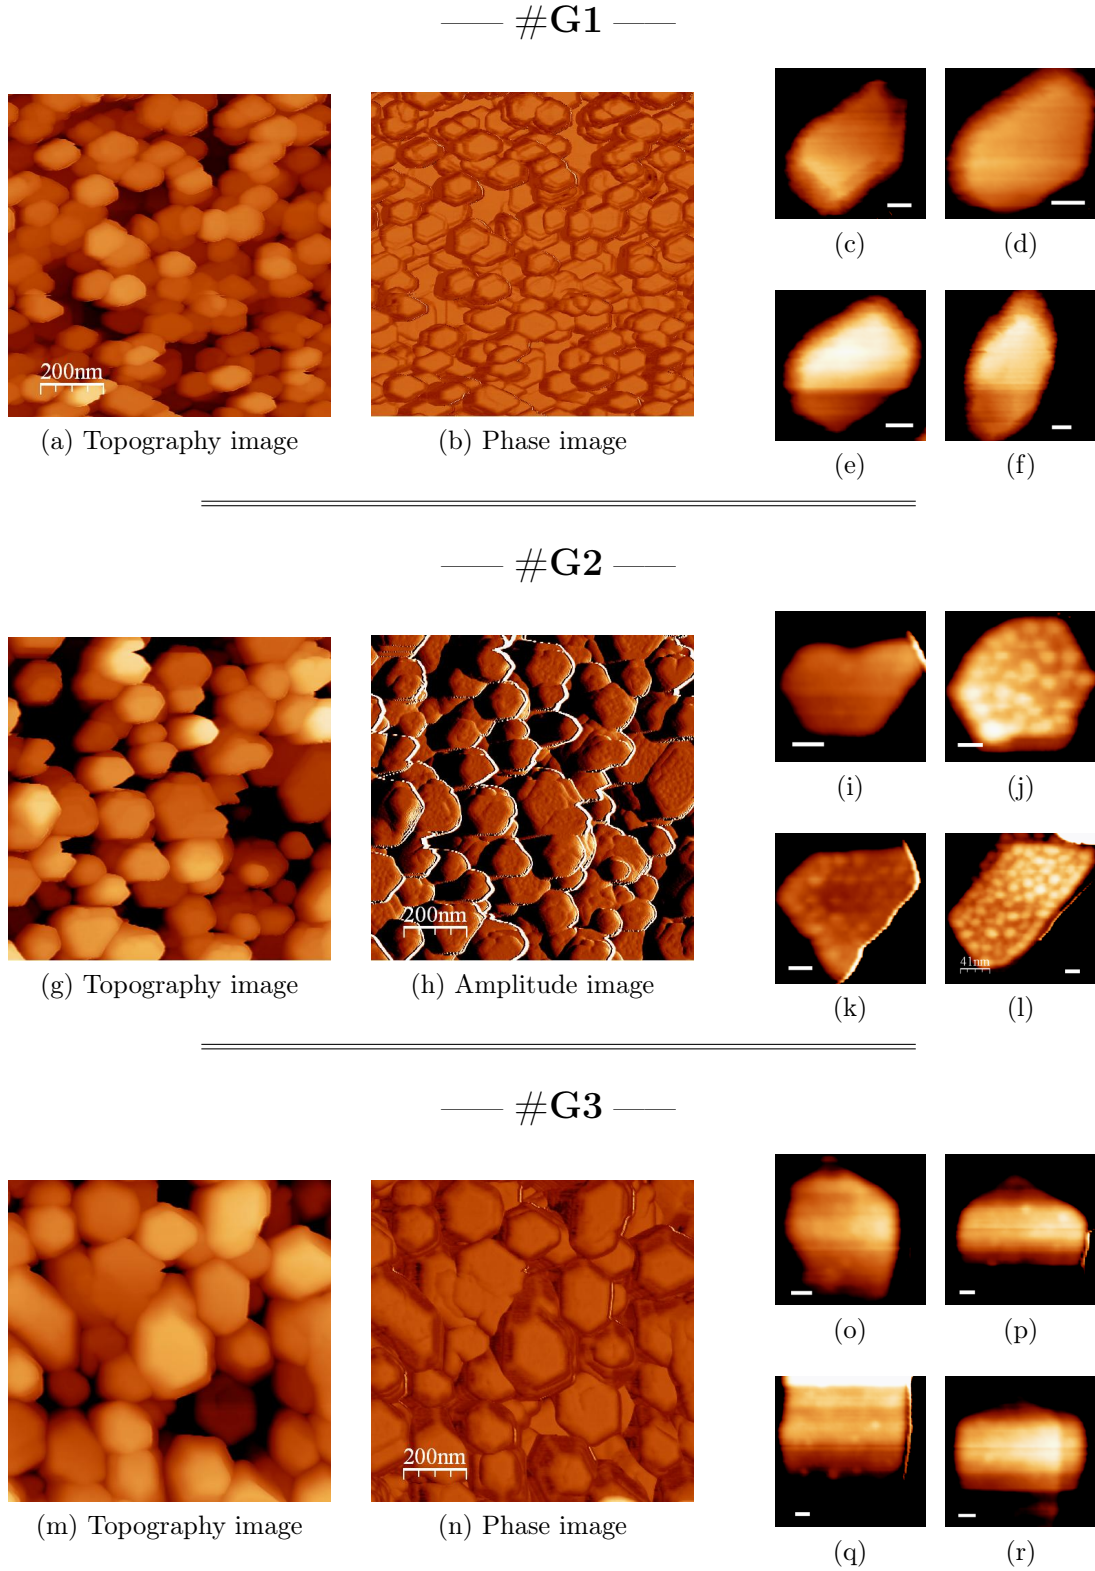 #G1
200nm
(a) Topography image
(b) Phase image
(c)
(d)
(e)
(f)
#G2
200nm
(g) Topography image
(h) Amplitude image
(i)
(j)
41nm
(k)
(l)
#G3
200nm
(m) Topography image
(n) Phase image
(o)
(p)
(q)
(r)